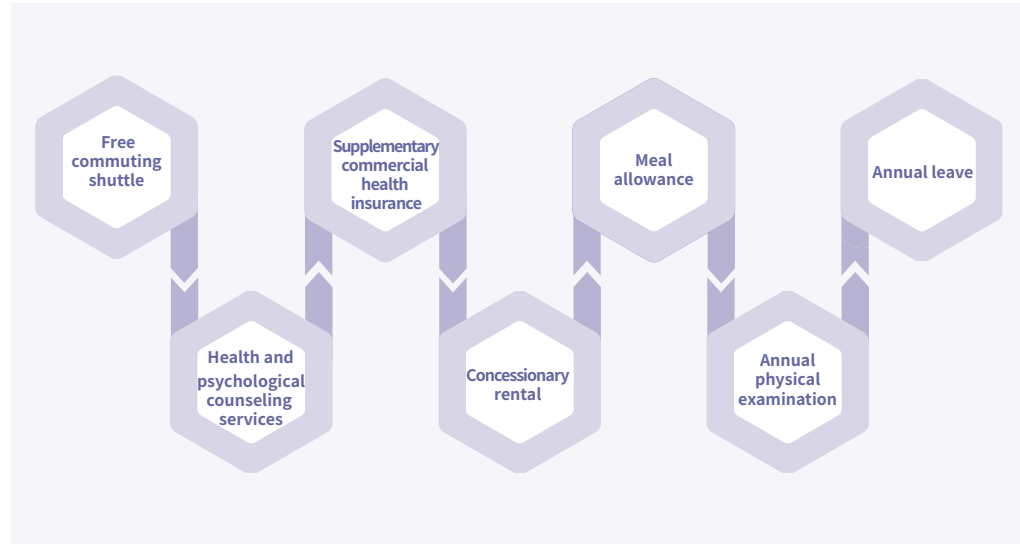 Free
commuting
shuttle
Health and
psychological
counseling
services
Supplementary
commercial
health
insurance
Concessionary
rental
Meal
allowance
Annual
physical
examination
Annual leave